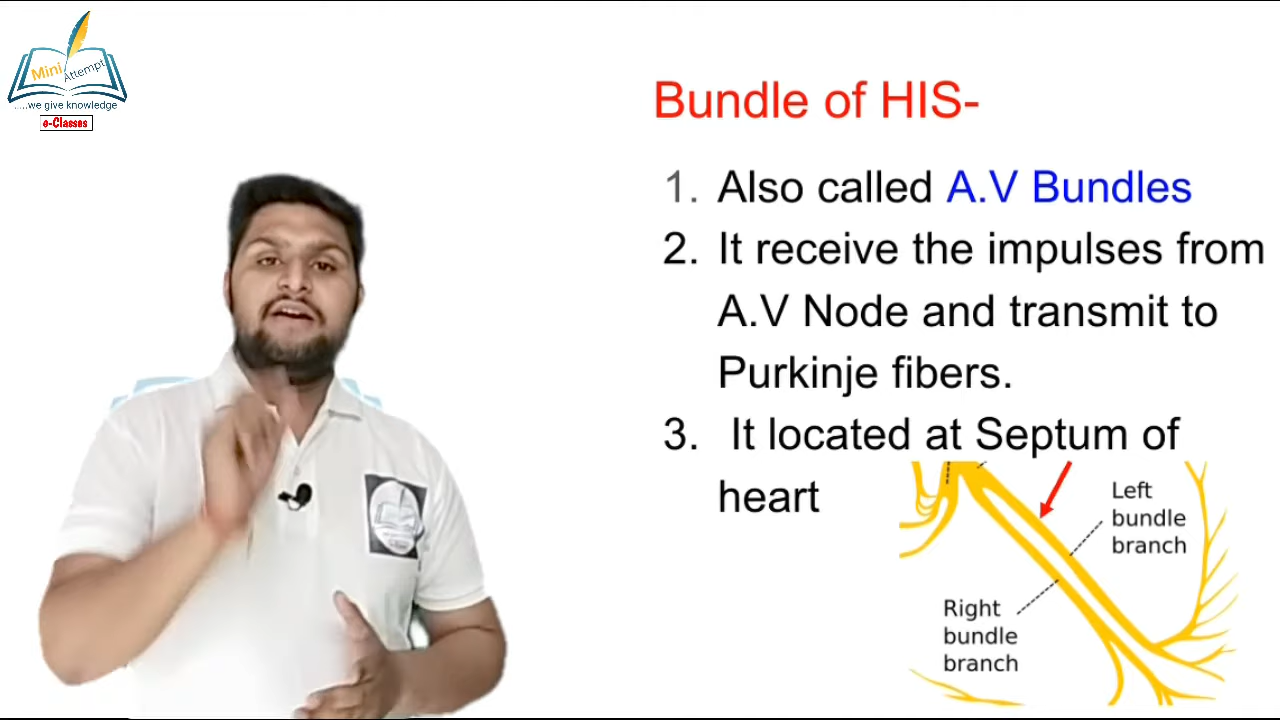 Mini Attempt
.....we give knowledge
e-Classes
Bundle of HIS-
1. Also called A.V Bundles
2. It receive the impulses from
A.V Node and transmit to
Purkinje fibers.
3. It located at Septum of
heart
Left
bundle
branch
Right
bundle
branch